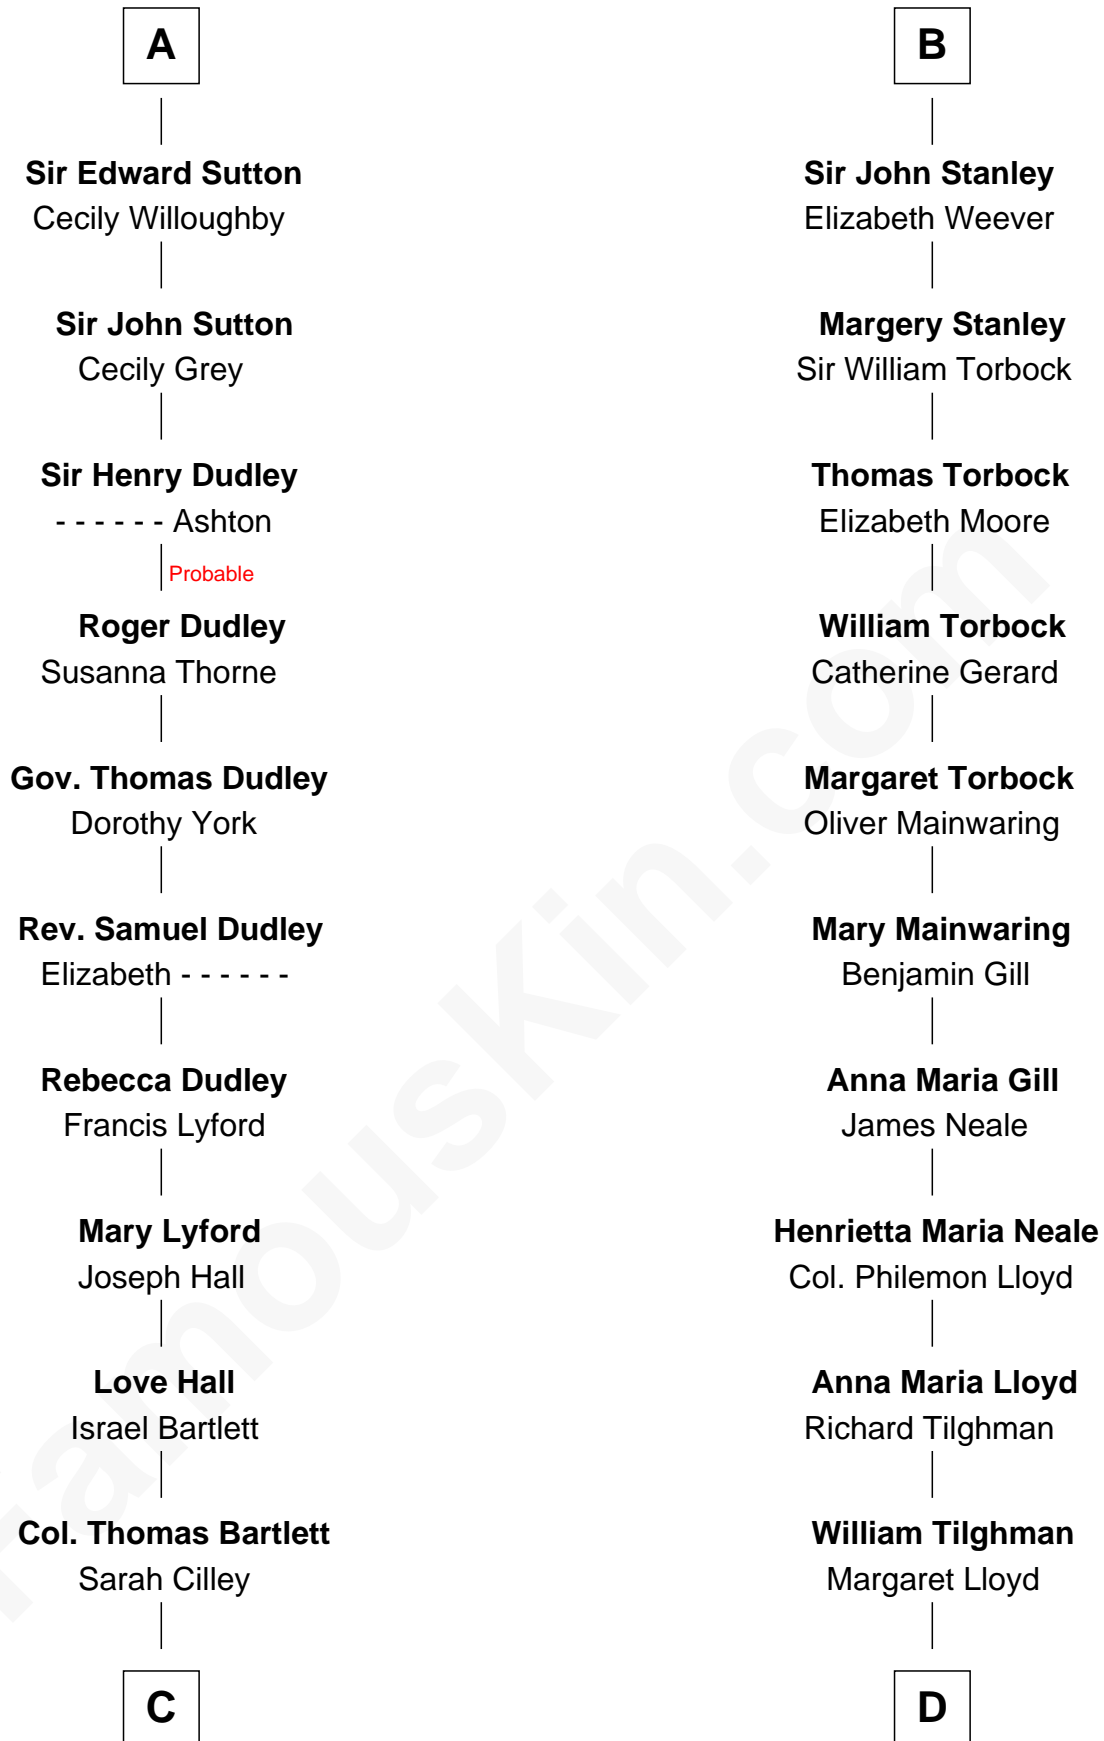 A
Sir Edward Sutton
Cecily Willoughby
Sir John Sutton
Cecily Grey
Sir Henry Dudley
- - - - - - Ashton
Probable
Roger Dudley
Susanna Thorne
Gov. Thomas Dudley
Dorothy York
Rev. Samuel Dudley
Elizabeth - - - - - -
Rebecca Dudley
Francis Lyford
Mary Lyford
Joseph Hall
Love Hall
Israel Bartlett
Col. Thomas Bartlett
Sarah Cilley
C
B
Sir John Stanley
Elizabeth Weever
Margery Stanley
Sir William Torbock
Thomas Torbock
Elizabeth Moore
William Torbock
Catherine Gerard
Margaret Torbock
Oliver Mainwaring
Mary Mainwaring
Benjamin Gill
Anna Maria Gill
James Neale
Henrietta Maria Neale
Col. Philemon Lloyd
Anna Maria Lloyd
Richard Tilghman
William Tilghman
Margaret Lloyd
D
FamousKin.com